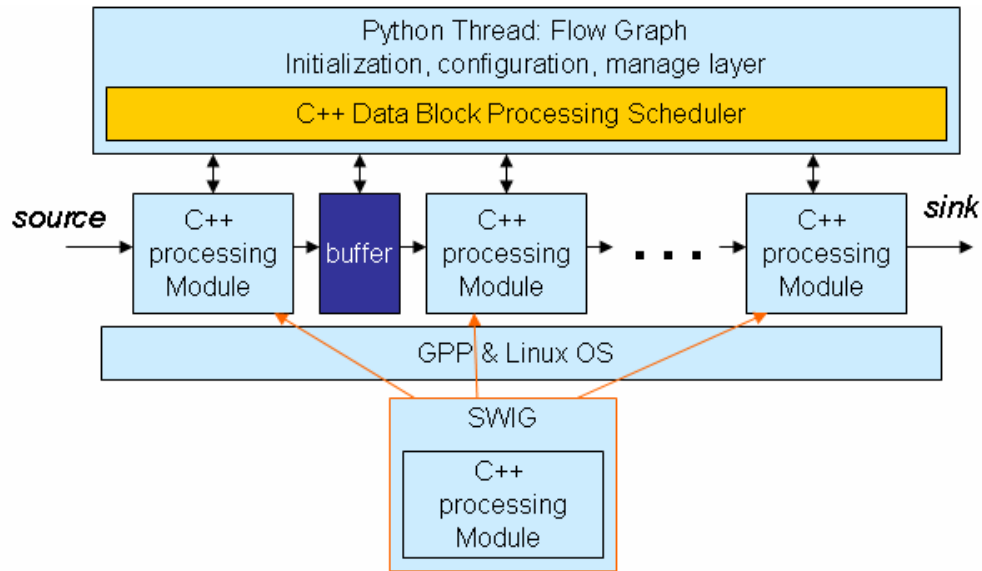 Python Thread: Flow Graph
Initialization, configuration, manage layer
C++ Data Block Processing Scheduler
source
C++
processing
Module
buffer
C++
processing
Module
. . .
C++
processing
Module
sink
GPP & Linux OS
SWIG
C++
processing
Module